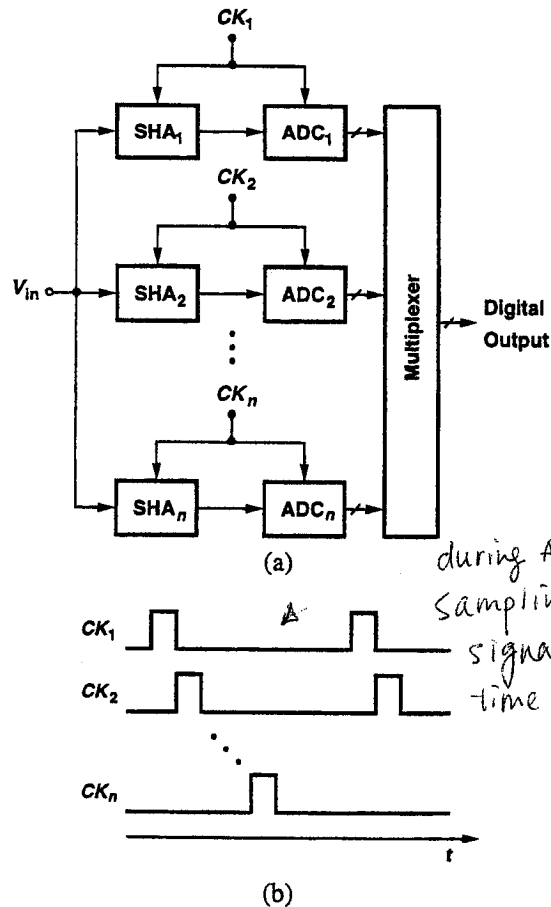 CK1
SHA1
ADC1
CK2
Vin
SHA2
ADC2
Multiplexer
Digital
Output
CKn
SHAn
ADCn
(a)
during
CK1
sampling
signa
CK2
time
CKn
t
(b)